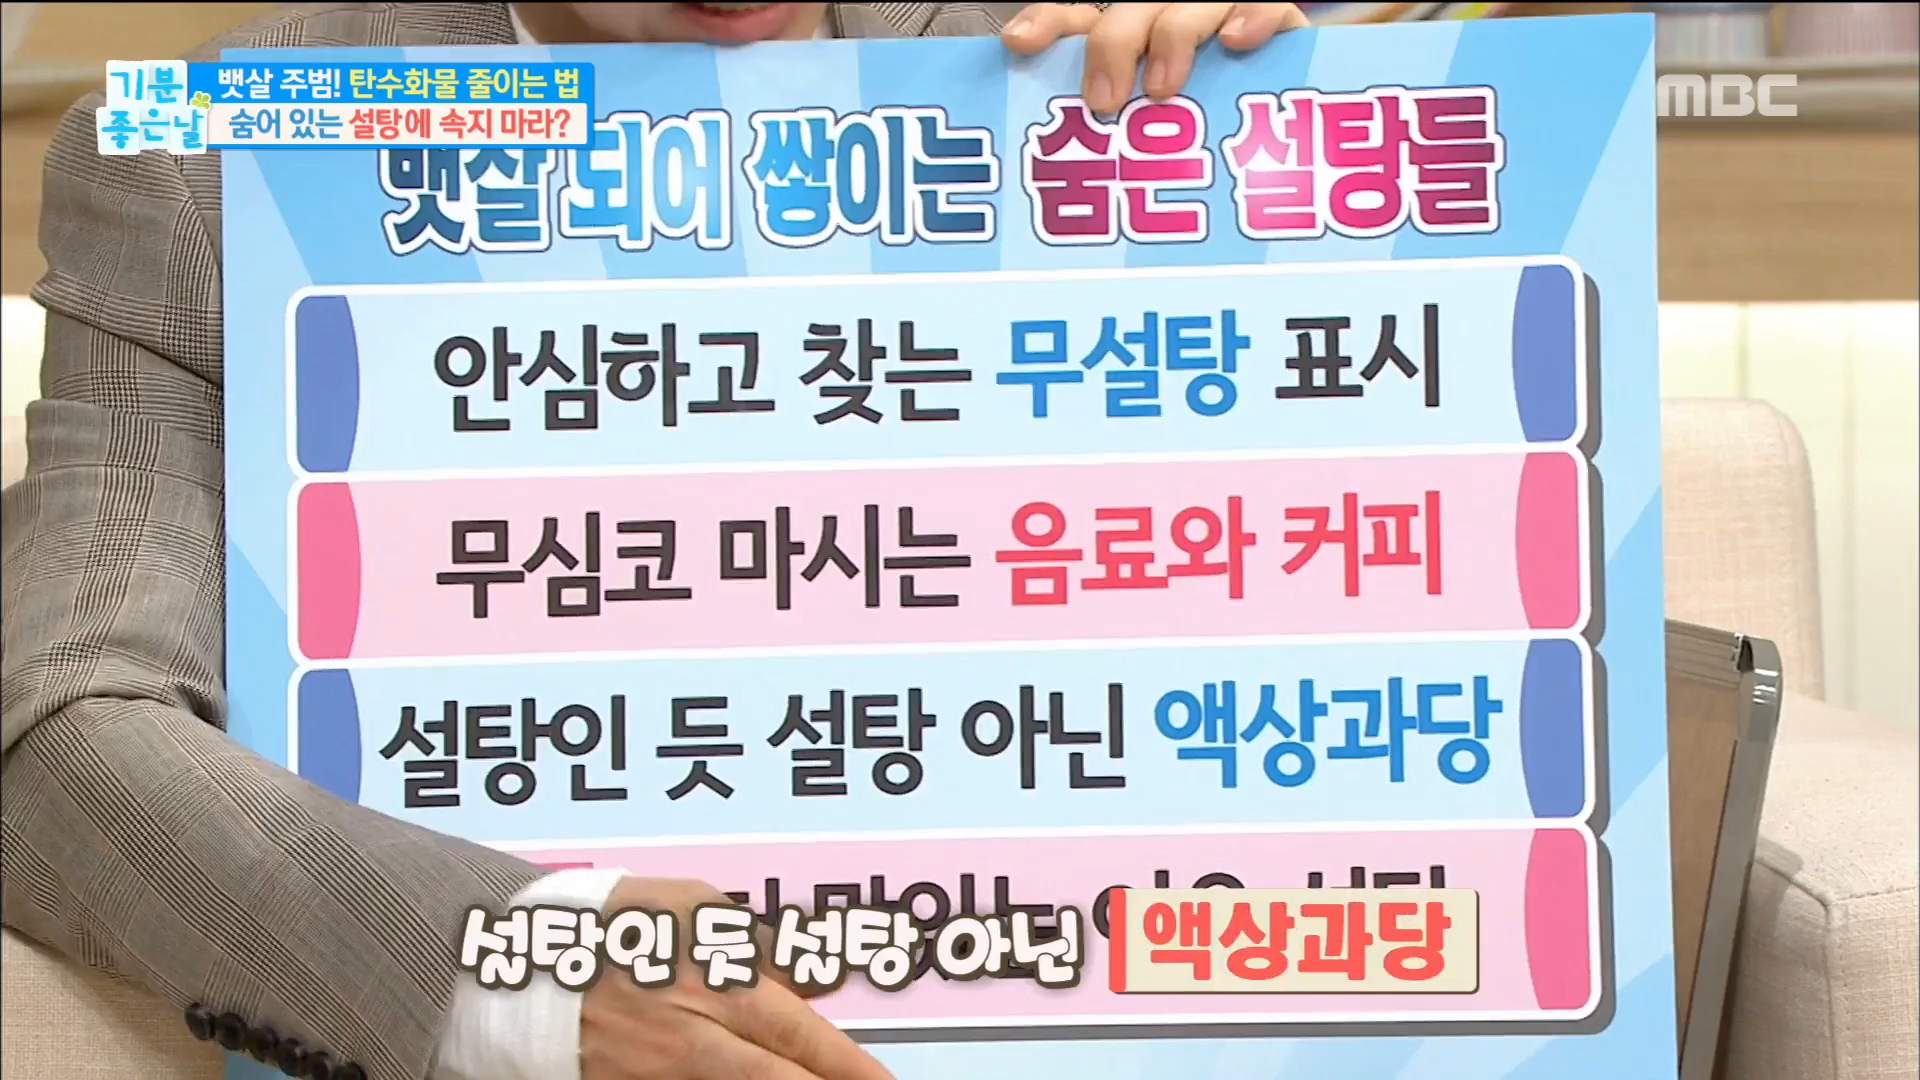 기분
좋은날
뱃살 주범! 탄수화물 줄이는 법
숨어 있는 설탕에 속지 마라?
MBC
뱃살 되어 쌓이는 숨은 설탕들
안심하고 찾는 무설탕 표시
무심코 마시는 음료와 커피
설탕인 듯 설탕 아닌 액상과당
설탕인 듯 설탕 아닌 액상과당